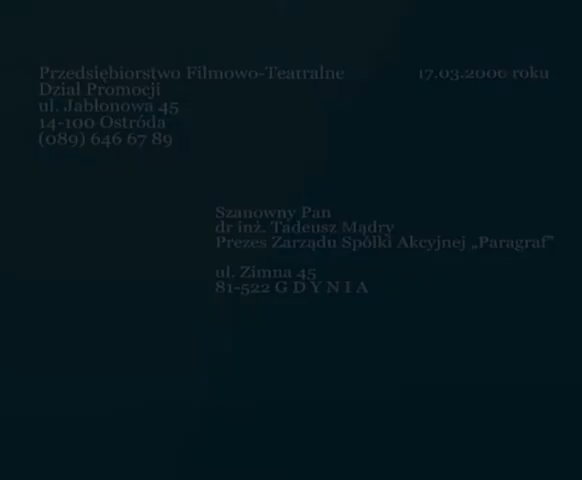 Przedsiębiorstwo Filmowo-Teatralne 17.03.2006 roku
Dział Promocji
ul. Jabłonowa 45
14-100 Ostróda
(089) 646 67 89
Szanowny Pan
dr inż. Tadeusz Mądry
Prezes Zarządu Spółki Akcyjnej „Paragraf”
ul. Zimna 45
81-522 G D Y N I A